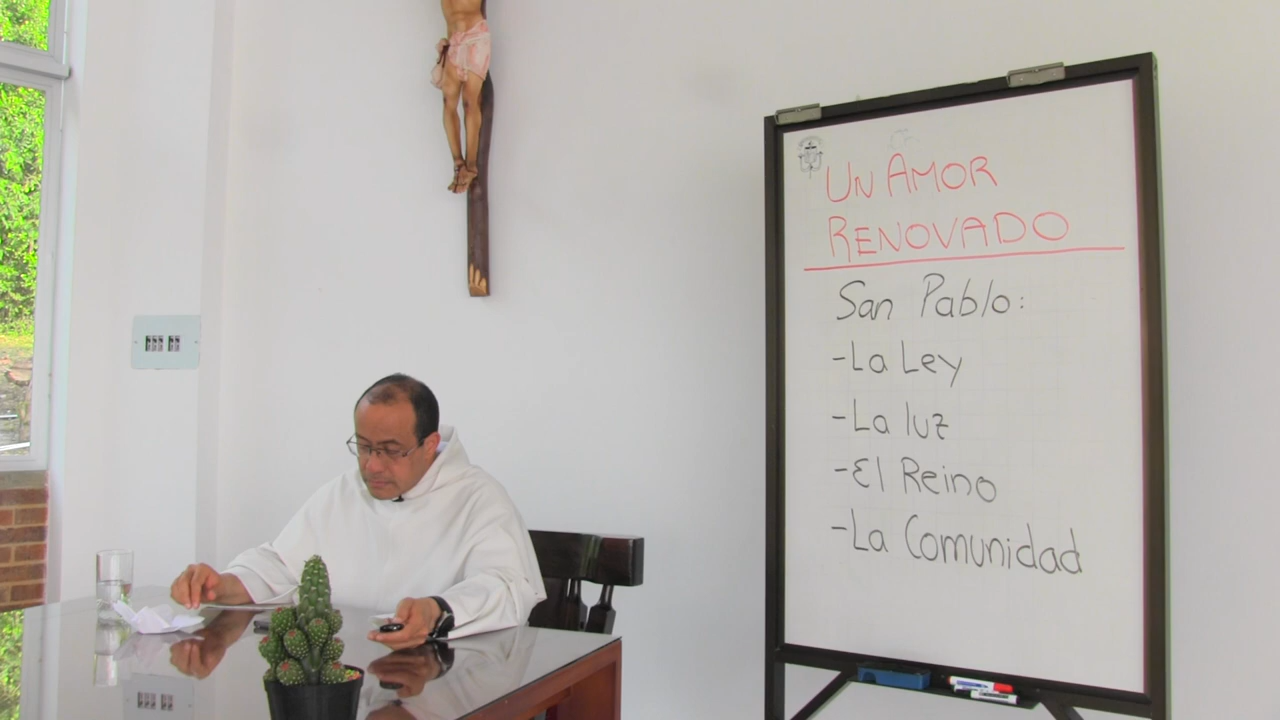 Un Amor
RENOVADO
San Pablo:
-La Ley
-La luz
-El Reino
-La Comunidad